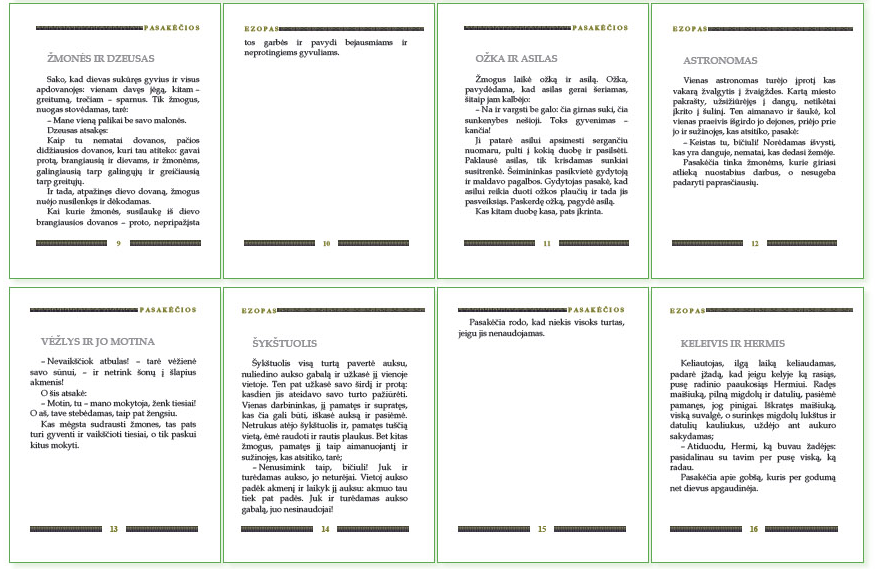 PASAKĖČIOS
ŽMONĖS IR DZEUSAS
Sako, kad dievas sukūręs gyvius ir visus
apdovanojęs: vienam davęs jėgą, kitam –
greitumą, trečiam – sparnus. Tik žmogus,
nuogas stovėdamas, tarė:
– Mane vieną palikai be savo malonės.
Dzeusas atsakęs:
Kaip tu nematai dovanos, pačios
didžiausios dovanos, kuri tau atiteko: gavai
protą, brangiausią ir dievams, ir žmonėms,
galingiausią tarp galingųjų ir greičiausią
tarp greitųjų.
Ir tada, atpažinęs dievo dovaną, žmogus
nuėjo nusilenkęs ir dėkodamas.
Kai kurie žmonės, susilaukę iš dievo
brangiausios dovanos – proto, nepripažįsta
9
EZOPAS
tos garbės ir pavydi bejausmiams ir
neprotingiems gyvuliams.
10
PASAKĖČIOS
OŽKA IR ASILAS
Žmogus laikė ožką ir asilą. Ožka,
pavydėdama, kad asilas gerai šeriamas,
šitaip jam kalbėjo:
– Na ir vargsti be galo: čia girnas suki, čia
sunkenybes nešioji. Toks gyvenimas –
kančia!
Ji patarė asilui apsimesti sergančiu
nuomaru, pulti į kokią duobę ir pasilsėti.
Paklausė asilas, tik krisdamas sunkiai
susitrenkė. Šeimininkas pasikvietė gydytoją
ir maldavo pagalbos. Gydytojas pasakė, kad
asilui reikia duoti ožkos plaučių ir tada jis
pasveiksiąs. Paskerdę ožką, pagydė asilą.
Kas kitam duobę kasa, pats įkrinta.
11
EZOPAS
ASTRONOMAS
Vienas astronomas turėjo įprotį kas
vakarą žvalgytis į žvaigždes. Kartą miesto
pakrašty, užsižiūrėjęs į dangų, netikėtai
įkrito į šulinį. Ten aimanavo ir šaukė, kol
vienas praeivis išgirdo jo dejones, priėjo prie
jo ir sužinojęs, kas atsitiko, pasakė:
– Keistas tu, bičiuli! Norėdamas išvysti,
kas yra danguje, nematai, kas dedasi žemėje.
Pasakėčia tinka žmonėms, kurie giriasi
atlieką nuostabius darbus, o nesugeba
padaryti paprasčiausių.
12
PASAKĖČIOS
VĖŽLYS IR JO MOTINA
– Nevaikščiok atbulas! – tarė vėžienė
savo sūnui, – ir netrink šonų į šlapius
akmenis!
O šis atsakė:
– Motin, tu – mano mokytoja, ženk tiesiai!
O aš, tave stebėdamas, taip pat žengsiu.
Kas mėgsta sudrausti žmones, tas pats
turi gyventi ir vaikščioti tiesiai, o tik paskui
kitus mokyti.
13
EZOPAS
ŠYKŠTUOLIS
Šykštuolis visą turtą pavertė auksu,
nuliedino aukso gabalą ir užkasė jį vienoje
vietoje. Ten pat užkasė savo širdį ir protą:
kasdien jis ateidavo savo turto pažiūrėti.
Vienas darbininkas, jį pamatęs ir supratęs,
kas čia gali būti, iškasė auksą ir pasiėmė.
Netrukus atėjo šykštuolis ir, pamatęs tuščią
vietą, ėmė raudoti ir rautis plaukus. Bet kitas
žmogus, pamatęs jį taip aimanuojantį ir
sužinojęs, kas atsitiko, tarė;
– Nenusimink taip, bičiuli! Juk ir
turėdamas aukso, jo neturėjai. Vietoj aukso
padėk akmenį ir laikyk jį auksu: akmuo tau
tiek pat padės. Juk ir turėdamas aukso
gabalą, juo nesinaudojai!
14
PASAKĖČIOS
Pasakėčia rodo, kad niekis visoks turtas,
jeigu jis nenaudojamas.
15
EZOPAS
KELEIVIS IR HERMIS
Keliautojas, ilgą laiką keliaudamas,
padarė įžadą, kad jeigu kelyje ką rasiąs,
pusę radinio paaukosiąs Hermiui. Radęs
maišiuką, pilną migdolų ir datulių, pasiėmė
pamanęs, jog pinigai. Iškratęs maišiuką,
viską suvalgė, o surinkęs migdolų lukštus ir
datulių kauliukus, uždėjo ant aukuro
sakydamas;
– Atiduodu, Hermi, ką buvau žadėjęs:
pasidalinau su tavim per pusę viską, ką
radau.
Pasakėčia apie gobšą, kuris per godumą
net dievus apgaudinėja.
16